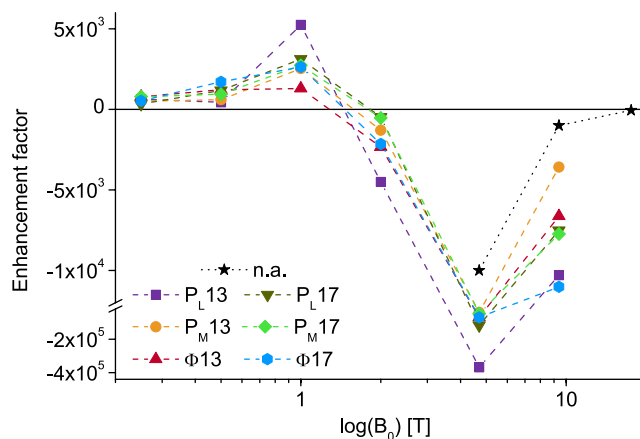 5x10³
0
-5x10³
-1x10⁴
-2x10⁵
-4x10⁵
Enhancement factor
n.a.
P_L13 P_L17
P_M13 P_M17
Φ13 Φ17
1 10
log(B₀) [T]